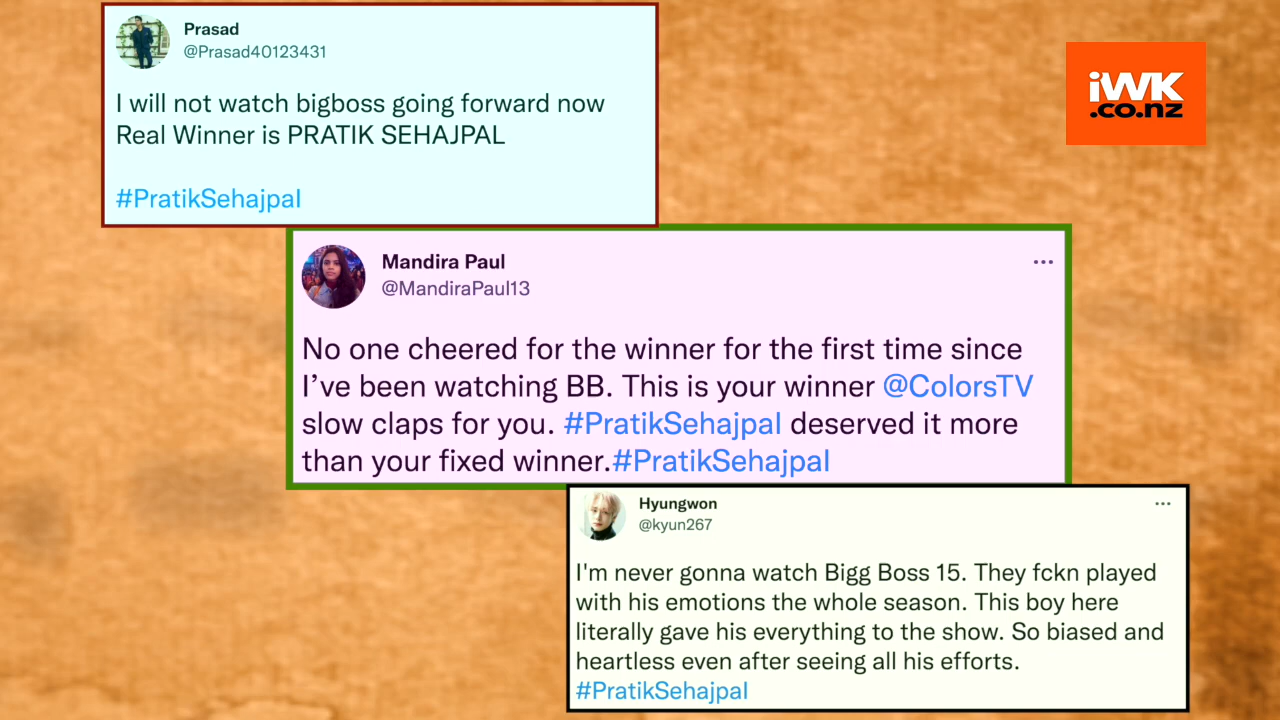 Prasad
@Prasad40123431
I will not watch bigboss going forward now
Real Winner is PRATIK SEHAJPAL
#PratikSehajpal
iWK
.co.nz
Mandira Paul
@MandiraPaul13
No one cheered for the winner for the first time since
I’ve been watching BB. This is your winner @ColorsTV
slow claps for you. #PratikSehajpal deserved it more
than your fixed winner.#PratikSehajpal
Hyungwon
@kyun267
I'm never gonna watch Bigg Boss 15. They fckn played
with his emotions the whole season. This boy here
literally gave his everything to the show. So biased and
heartless even after seeing all his efforts.
#PratikSehajpal